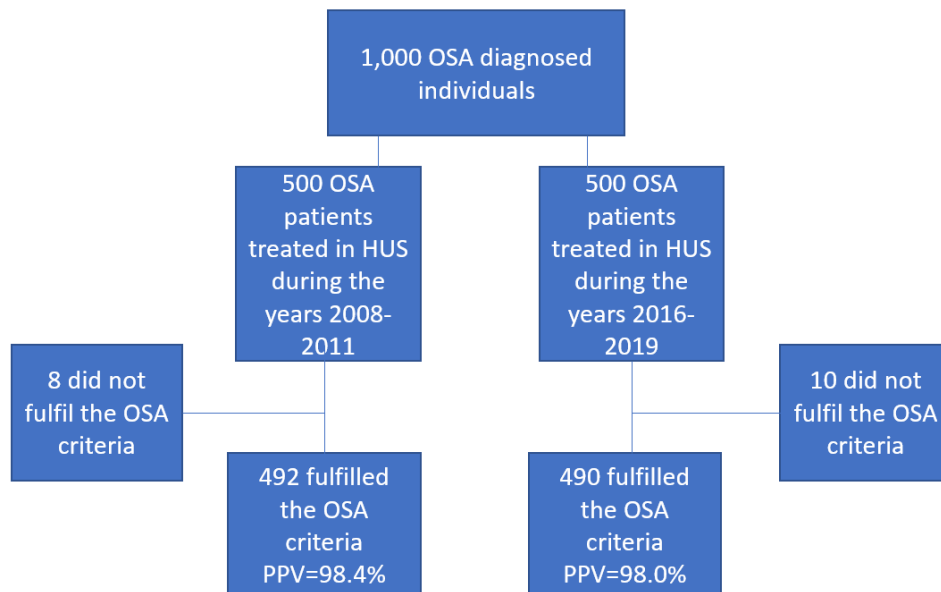 1,000 OSA diagnosed
individuals
500 OSA
patients
treated in HUS
during the
years 2008-
2011
500 OSA
patients
treated in HUS
during the
years 2016-
2019
8 did not
fulfil the OSA
criteria
10 did not
fulfil the OSA
criteria
492 fulfilled
the OSA
criteria
PPV=98.4%
490 fulfilled
the OSA
criteria
PPV=98.0%